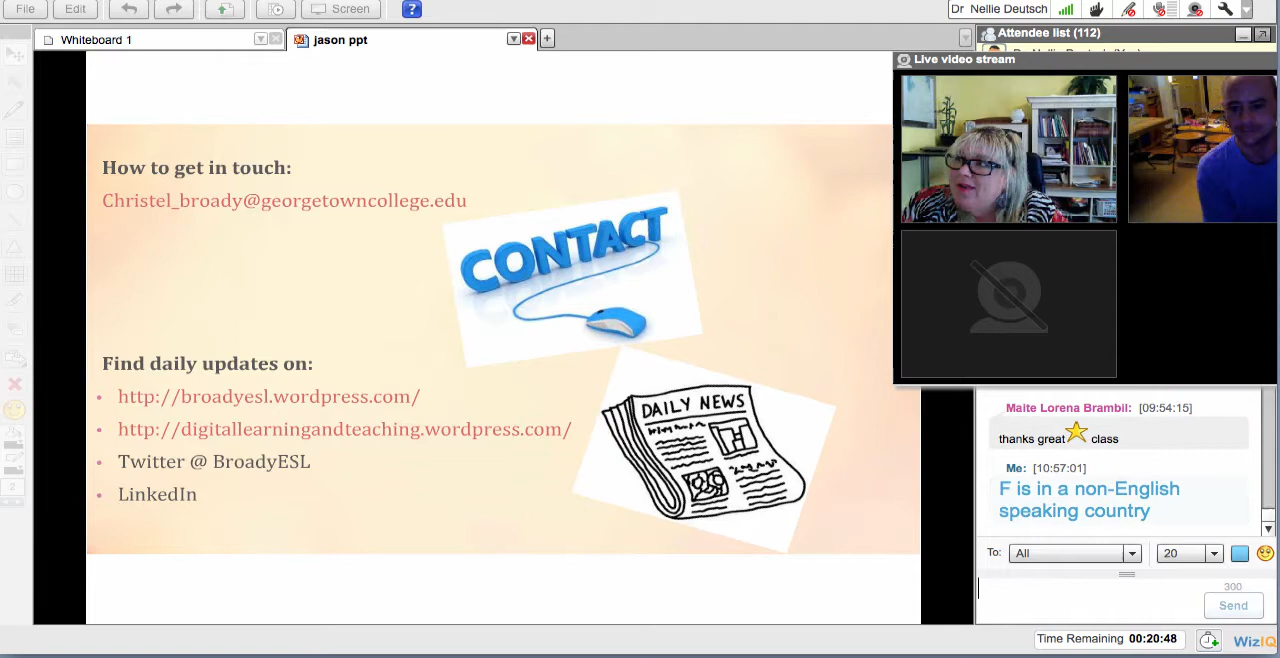 File
Edit
Screen
?
Dr Nellie Deutsch
Whiteboard 1
jason ppt
Attendee list (112)
Live video stream
How to get in touch:
Christel_broady@georgetowncollege.edu
CONTACT
Find daily updates on:
• http://broadyesl.wordpress.com/
• http://digitallearningandteaching.wordpress.com/
• Twitter @ BroadyESL
• LinkedIn
DAILY NEWS
Maite Lorena Brambil: [09:54:15]
thanks great class
Me: [10:57:01]
F is in a non-English
speaking country
2
To: All 20
300
Send
Time Remaining 00:20:48
WizIQ